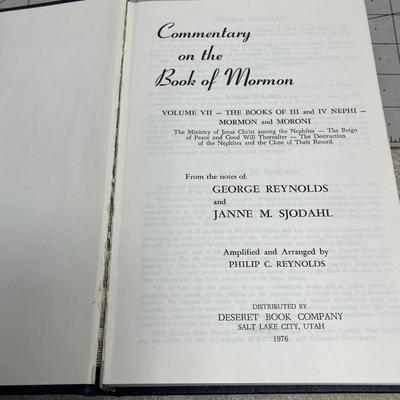 Commentary
on the
Book of Mormon
VOLUME VII — THE BOOKS OF III and IV NEPHI —
MORMON and MORONI
The Ministry of Jesus Christ among the Nephites — The Reign
of Peace and Good Will Thereafter — The Destruction
of the Nephites and the Close of Their Record.
From the notes of
GEORGE REYNOLDS
and
JANNE M. SJODAHL
Amplified and Arranged by
PHILIP C. REYNOLDS
DISTRIBUTED BY
DESERET BOOK COMPANY
SALT LAKE CITY, UTAH
1976